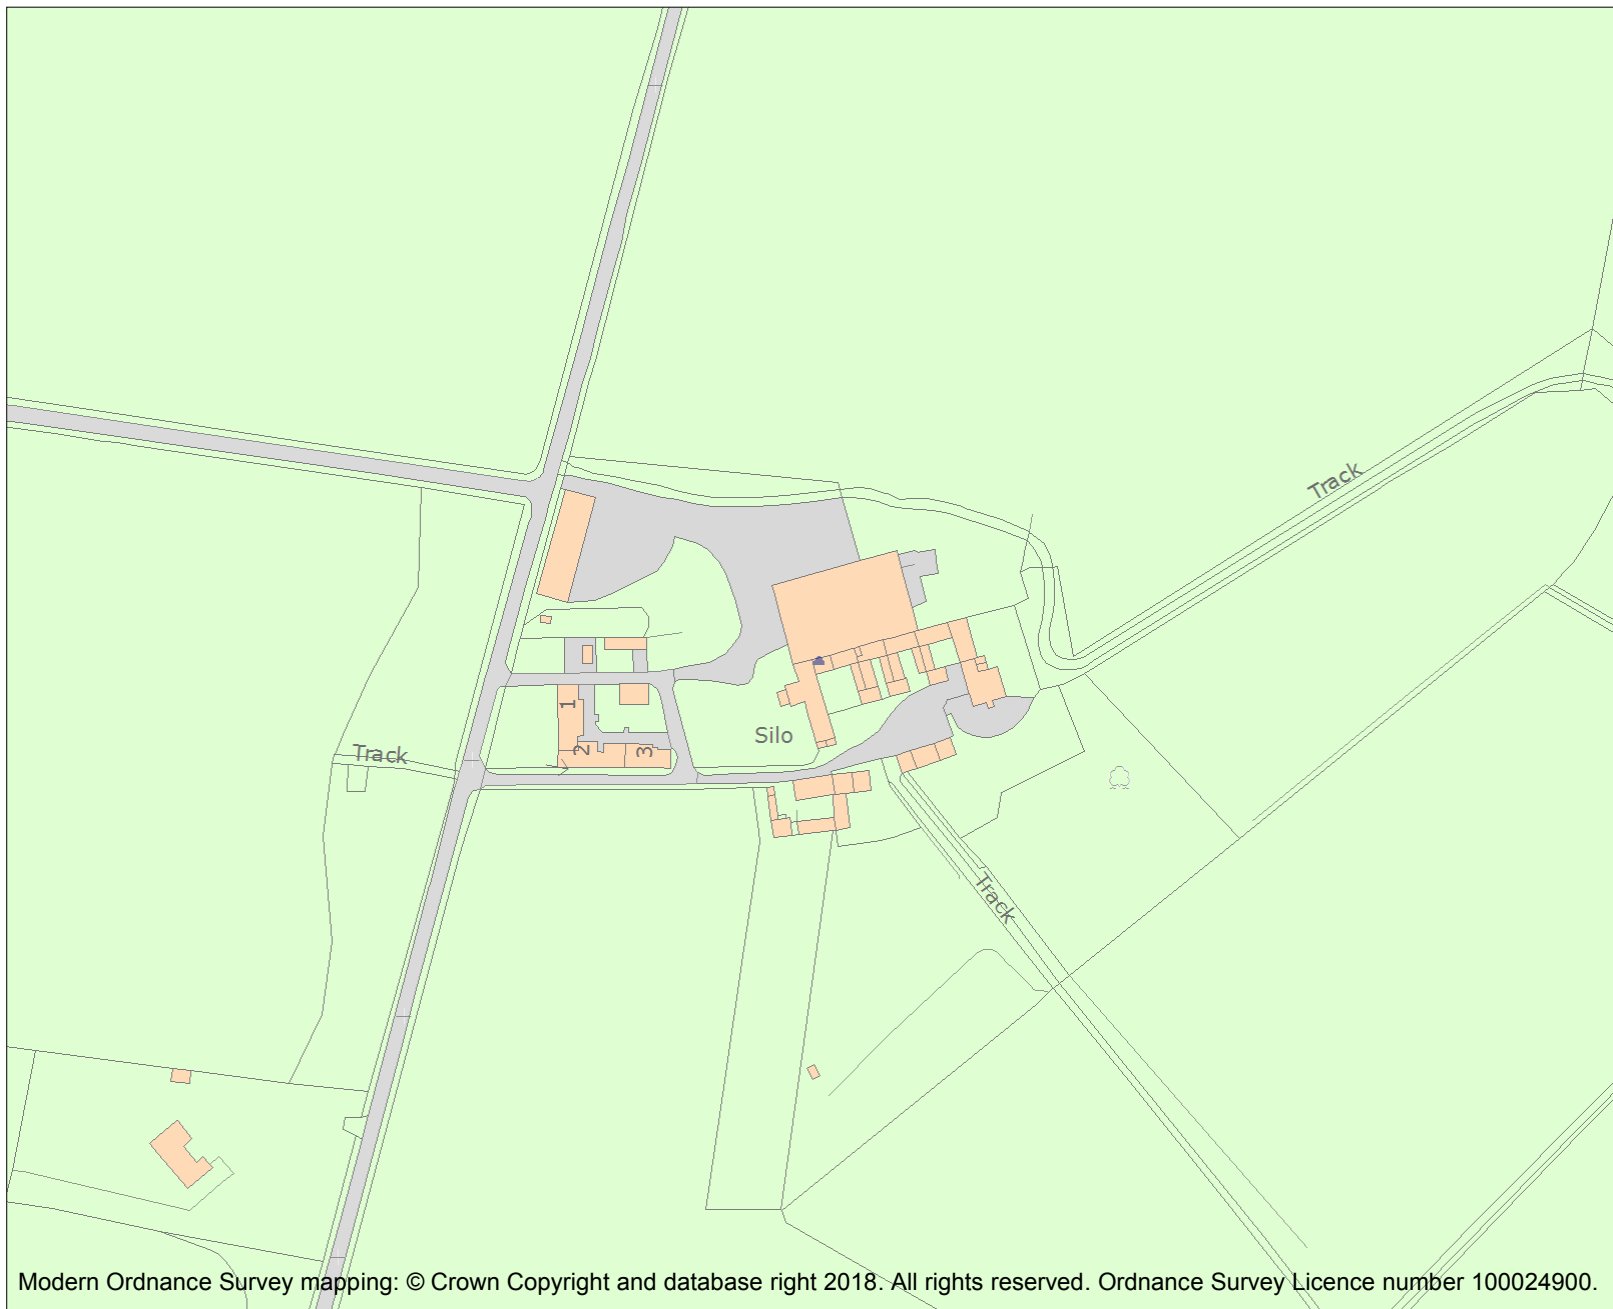 Track
1
Silo
2
3
Track
Track
Modern Ordnance Survey mapping: © Crown Copyright and database right 2018. All rights reserved. Ordnance Survey Licence number 100024900.